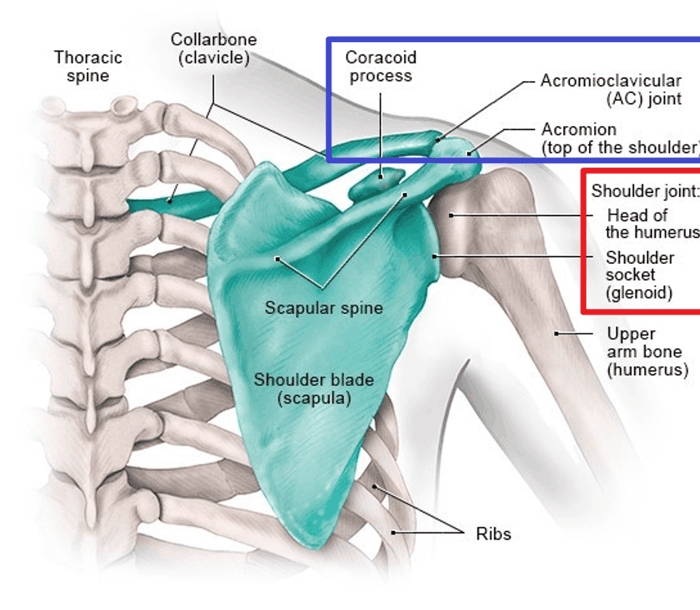 Thoracic
spine
Collarbone
(clavicle)
Coracoid
process
Acromioclavicular
(AC) joint
Acromion
(top of the shoulder)
Shoulder joint:
Head of
the humerus
Shoulder
socket
(glenoid)
Scapular spine
Upper
arm bone
(humerus)
Shoulder blade
(scapula)
Ribs